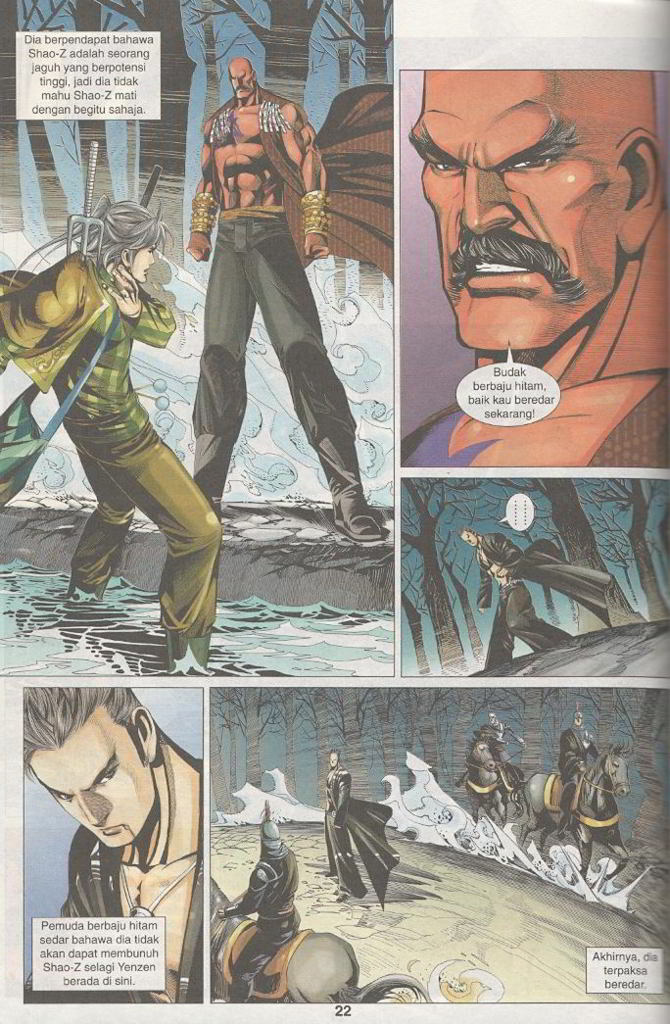 Dia berpendapat bahawa
Shao-Z adalah seorang
jaguh yang berpotensi
tinggi, jadi dia tidak
mahu Shao-Z mati
dengan begitu sahaja.
Budak
berbaju hitam,
baik kau beredar
sekarang!
......
Pemuda berbaju hitam
sedar bahawa dia tidak
akan dapat membunuh
Shao-Z selagi Yenzen
berada di sini.
Akhirnya, dia
terpaksa
beredar.
22